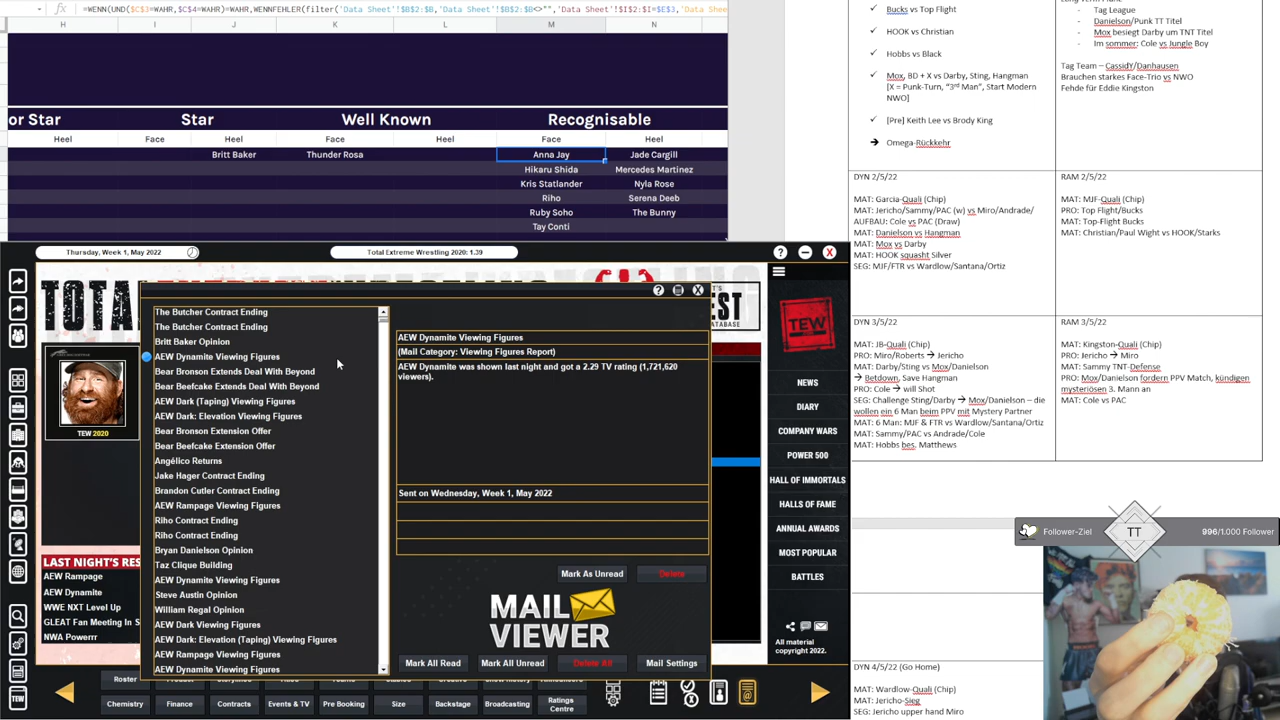 =WENN(UND($C$3=WAHR,$C$4=WAHR)=WAHR,WENNFEHLER(filter('Data Sheet'!$B$2:$B,'Data Sheet'!$B$2:$B<>"",'Data Sheet'!$I$2:$I=$E$3,'Data Shee
H I J K L M N
or Star Star Well Known Recognisable
Heel Face Heel Face Heel Face Heel
Britt Baker Thunder Rosa Anna Jay Jade Cargill
Hikaru Shida Mercedes Martinez
Kris Statlander Nyla Rose
Riho Serena Deeb
Ruby Soho The Bunny
Tay Conti
Thursday, Week 1, May 2022
Total Extreme Wrestling 2020: 1.39
TEW 2020
LAST NIGHT'S RES
AEW Rampage
AEW Dynamite
WWE NXT Level Up
GLEAT Fan Meeting In S
NWA Powerrr
The Butcher Contract Ending
The Butcher Contract Ending
Britt Baker Opinion
AEW Dynamite Viewing Figures
Bear Bronson Extends Deal With Beyond
Bear Beefcake Extends Deal With Beyond
AEW Dark (Taping) Viewing Figures
AEW Dark: Elevation Viewing Figures
Bear Bronson Extension Offer
Bear Beefcake Extension Offer
Angélico Returns
Jake Hager Contract Ending
Brandon Cutler Contract Ending
AEW Rampage Viewing Figures
Riho Contract Ending
Riho Contract Ending
Bryan Danielson Opinion
Taz Clique Building
AEW Dynamite Viewing Figures
Steve Austin Opinion
William Regal Opinion
AEW Dark Viewing Figures
AEW Dark: Elevation (Taping) Viewing Figures
AEW Rampage Viewing Figures
AEW Dynamite Viewing Figures
AEW Dynamite Viewing Figures
(Mail Category: Viewing Figures Report)
AEW Dynamite was shown last night and got a 2.29 TV rating (1,721,620
viewers).
Sent on Wednesday, Week 1, May 2022
Mark As Unread Delete
MAIL
VIEWER
Mark All Read Mark All Unread Delete All Mail Settings
DATABASE
TEW
NEWS
DIARY
COMPANY WARS
POWER 500
HALL OF IMMORTALS
HALLS OF FAME
ANNUAL AWARDS
MOST POPULAR
BATTLES
All material
copyright 2022.
TEW
Roster
Chemistry Finance Contracts Events & TV Pre Booking Size Backstage Broadcasting Ratings
Centre
Bucks vs Top Flight
HOOK vs Christian
Hobbs vs Black
Mox, BD + X vs Darby, Sting, Hangman
[X = Punk-Turn, "3rd Man", Start Modern
NWO]
[Pre] Keith Lee vs Brody King
Omega-Rückkehr
- Tag League
- Danielson/Punk TT Titel
- Mox besiegt Darby um TNT Titel
- Im sommer: Cole vs Jungle Boy
Tag Team – CassidY/Danhausen
Brauchen starkes Face-Trio vs NWO
Fehde für Eddie Kingston
DYN 2/5/22
MAT: Garcia-Quali (Chip)
MAT: Jericho/Sammy/PAC (w) vs Miro/Andrade/
AUFBAU: Cole vs PAC (Draw)
MAT: Danielson vs Hangman
MAT: Mox vs Darby
MAT: HOOK squasht Silver
SEG: MJF/FTR vs Wardlow/Santana/Ortiz
RAM 2/5/22
MAT: MJF-Quali (Chip)
PRO: Top Flight/Bucks
MAT: Top Flight-Bucks
MAT: Christian/Paul Wight vs HOOK/Starks
DYN 3/5/22
MAT: JB-Quali (Chip)
PRO: Miro/Roberts → Jericho
MAT: Darby/Sting vs Mox/Danielson
→ Betdown, Save Hangman
PRO: Cole → will Shot
SEG: Challenge Sting/Darby → Mox/Danielson – die
wollen ein 6 Man beim PPV mit Mystery Partner
MAT: 6 Man: MJF & FTR vs Wardlow/Santana/Ortiz
MAT: Sammy/PAC vs Andrade/Cole
MAT: Hobbs bes. Matthews
RAM 3/5/22
MAT: Kingston-Quali (Chip)
PRO: Jericho → Miro
MAT: Sammy TNT-Defense
PRO: Mox/Danielson fordern PPV Match, kündigen
mysteriösen 3. Mann an
MAT: Cole vs PAC
Follower-Ziel TT 996/1.000 Follower
DYN 4/5/22 (Go Home)
MAT: Wardlow-Quali (Chip)
MAT: Jericho-Sieg
SEG: Jericho upper hand Miro